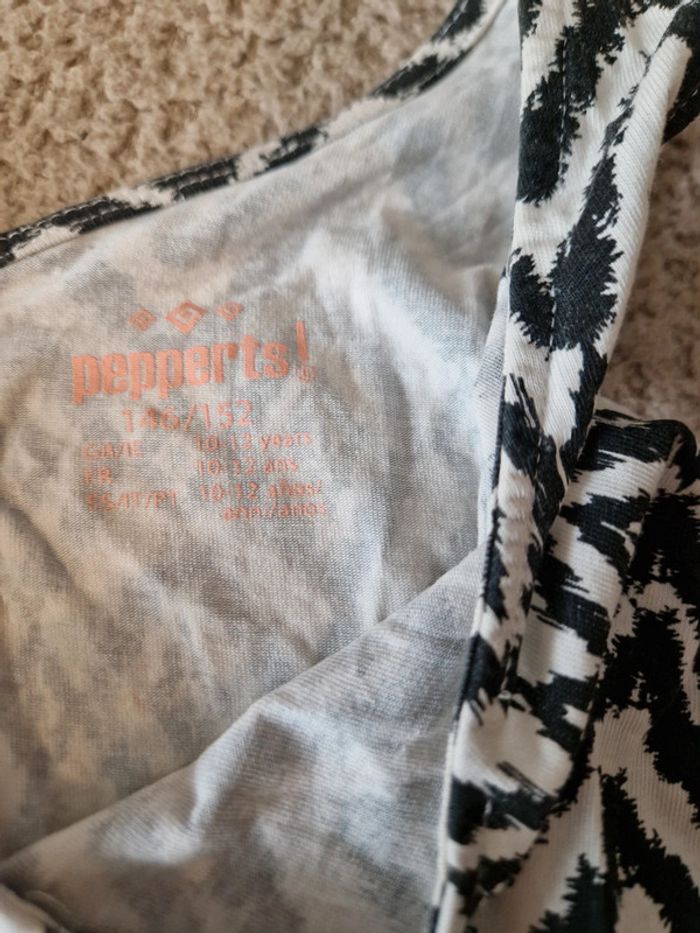 pepperts!
146/152
GB/IE 10-12 years
FR 10-12 ans
ES/IT/PT 10-12 años/
anni/anos